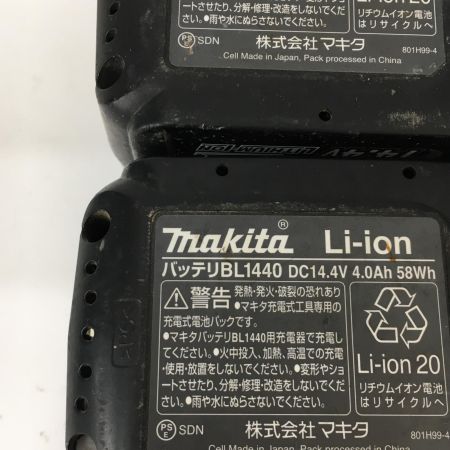 Li-ion 20
リチウムイオン電池
はリサイクルへ
・分解・修理・改造をしないでくだ
さい。●雨や水にぬらさないでください。
SDN 株式会社マキタ 801H99-4
Cell Made in Japan, Pack processed in China
14.4V
makita® Li-ion
バッテリBL1440 DC14.4V 4.0Ah 58Wh
⚠警告 発熱・発火・破裂の恐れあり
●マキタ充電式工具専用の
充電式電池パックです。
●マキタバッテリBL1440用充電器で充電し
てください。●火中投入、加熱、高温での充電
・使用・放置をしないでください。●変形やショ
ートさせたり、分解・修理・改造をしないでくだ
さい。●雨や水にぬらさないでください。
Li-ion 20
リチウムイオン電池
はリサイクルへ
PSE SDN 株式会社マキタ 801H99-4
Cell Made in Japan, Pack processed in China